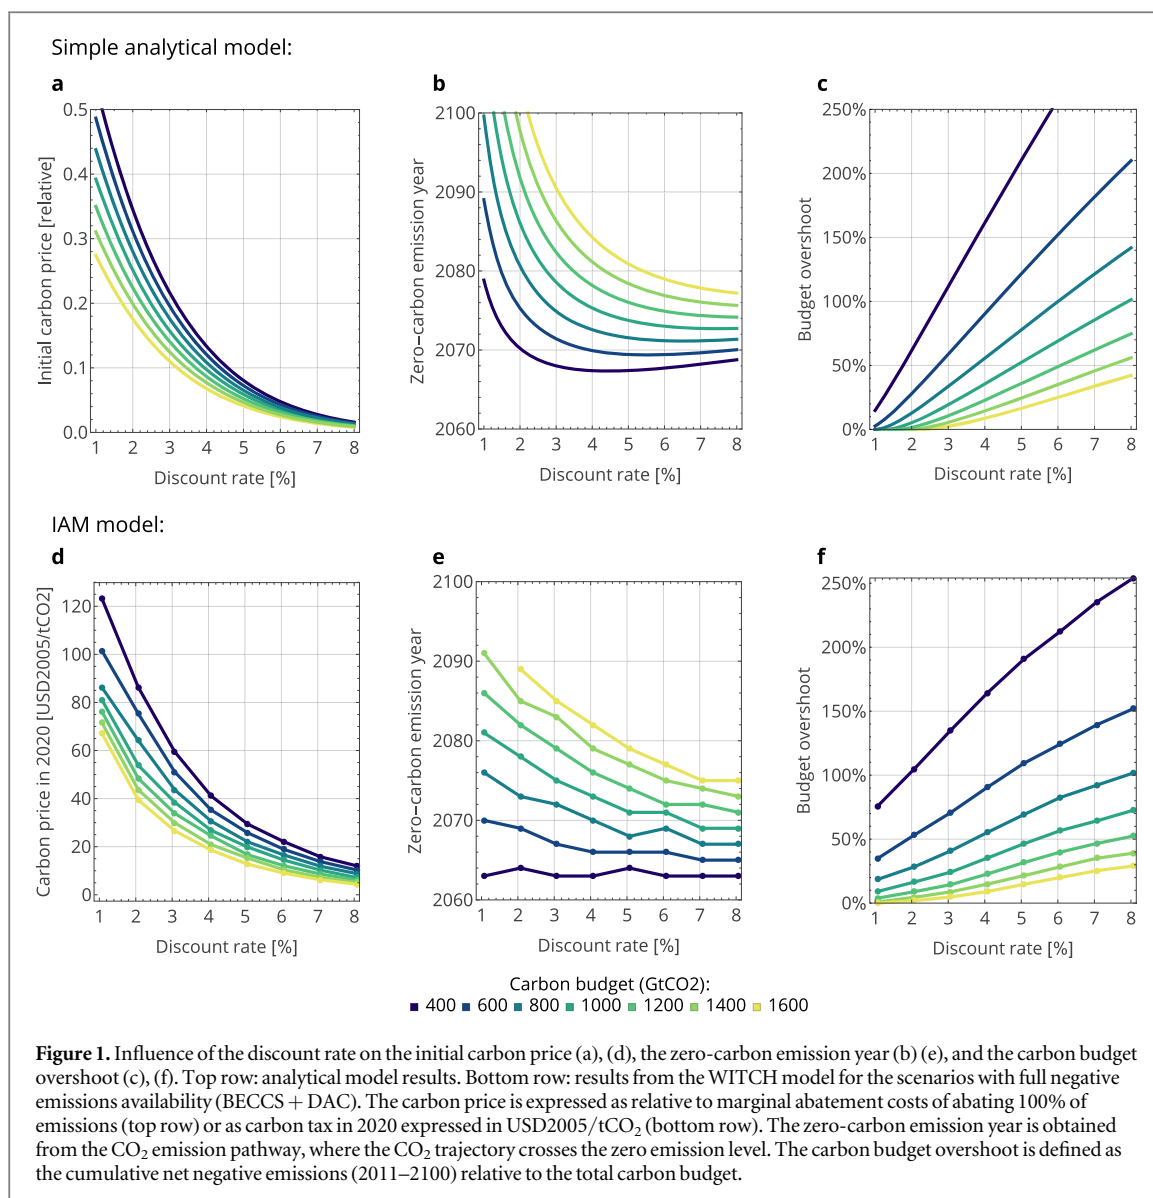 Simple analytical model:
a
b
c
0.5
0.4
0.3
0.2
0.1
0.0
Initial carbon price [relative]
1 2 3 4 5 6 7 8
Discount rate [%]
2100
2090
2080
2070
2060
Zero−carbon emission year
1 2 3 4 5 6 7 8
Discount rate [%]
250%
200%
150%
100%
50%
0%
Budget overshoot
1 2 3 4 5 6 7 8
Discount rate [%]
IAM model:
d
e
f
120
100
80
60
40
20
0
Carbon price in 2020 [USD2005/tCO2]
1 2 3 4 5 6 7 8
Discount rate [%]
2100
2090
2080
2070
2060
Zero−carbon emission year
1 2 3 4 5 6 7 8
Discount rate [%]
250%
200%
150%
100%
50%
0%
Budget overshoot
1 2 3 4 5 6 7 8
Discount rate [%]
Carbon budget (GtCO2):
400 600 800 1000 1200 1400 1600
Figure 1. Influence of the discount rate on the initial carbon price (a), (d), the zero-carbon emission year (b) (e), and the carbon budget
overshoot (c), (f). Top row: analytical model results. Bottom row: results from the WITCH model for the scenarios with full negative
emissions availability (BECCS + DAC). The carbon price is expressed as relative to marginal abatement costs of abating 100% of
emissions (top row) or as carbon tax in 2020 expressed in USD2005/tCO₂ (bottom row). The zero-carbon emission year is obtained
from the CO₂ emission pathway, where the CO₂ trajectory crosses the zero emission level. The carbon budget overshoot is defined as
the cumulative net negative emissions (2011–2100) relative to the total carbon budget.